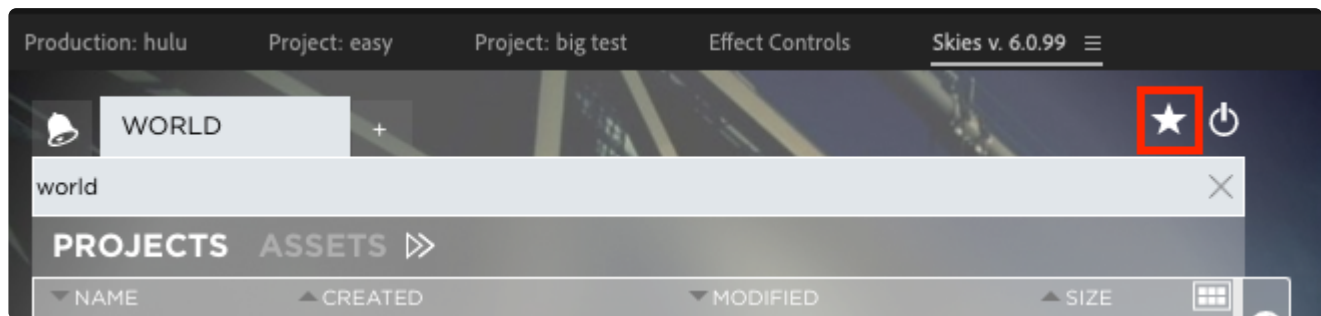 Production: hulu Project: easy Project: big test Effect Controls Skies v. 6.0.99
WORLD +
world
PROJECTS ASSETS
NAME CREATED MODIFIED SIZE